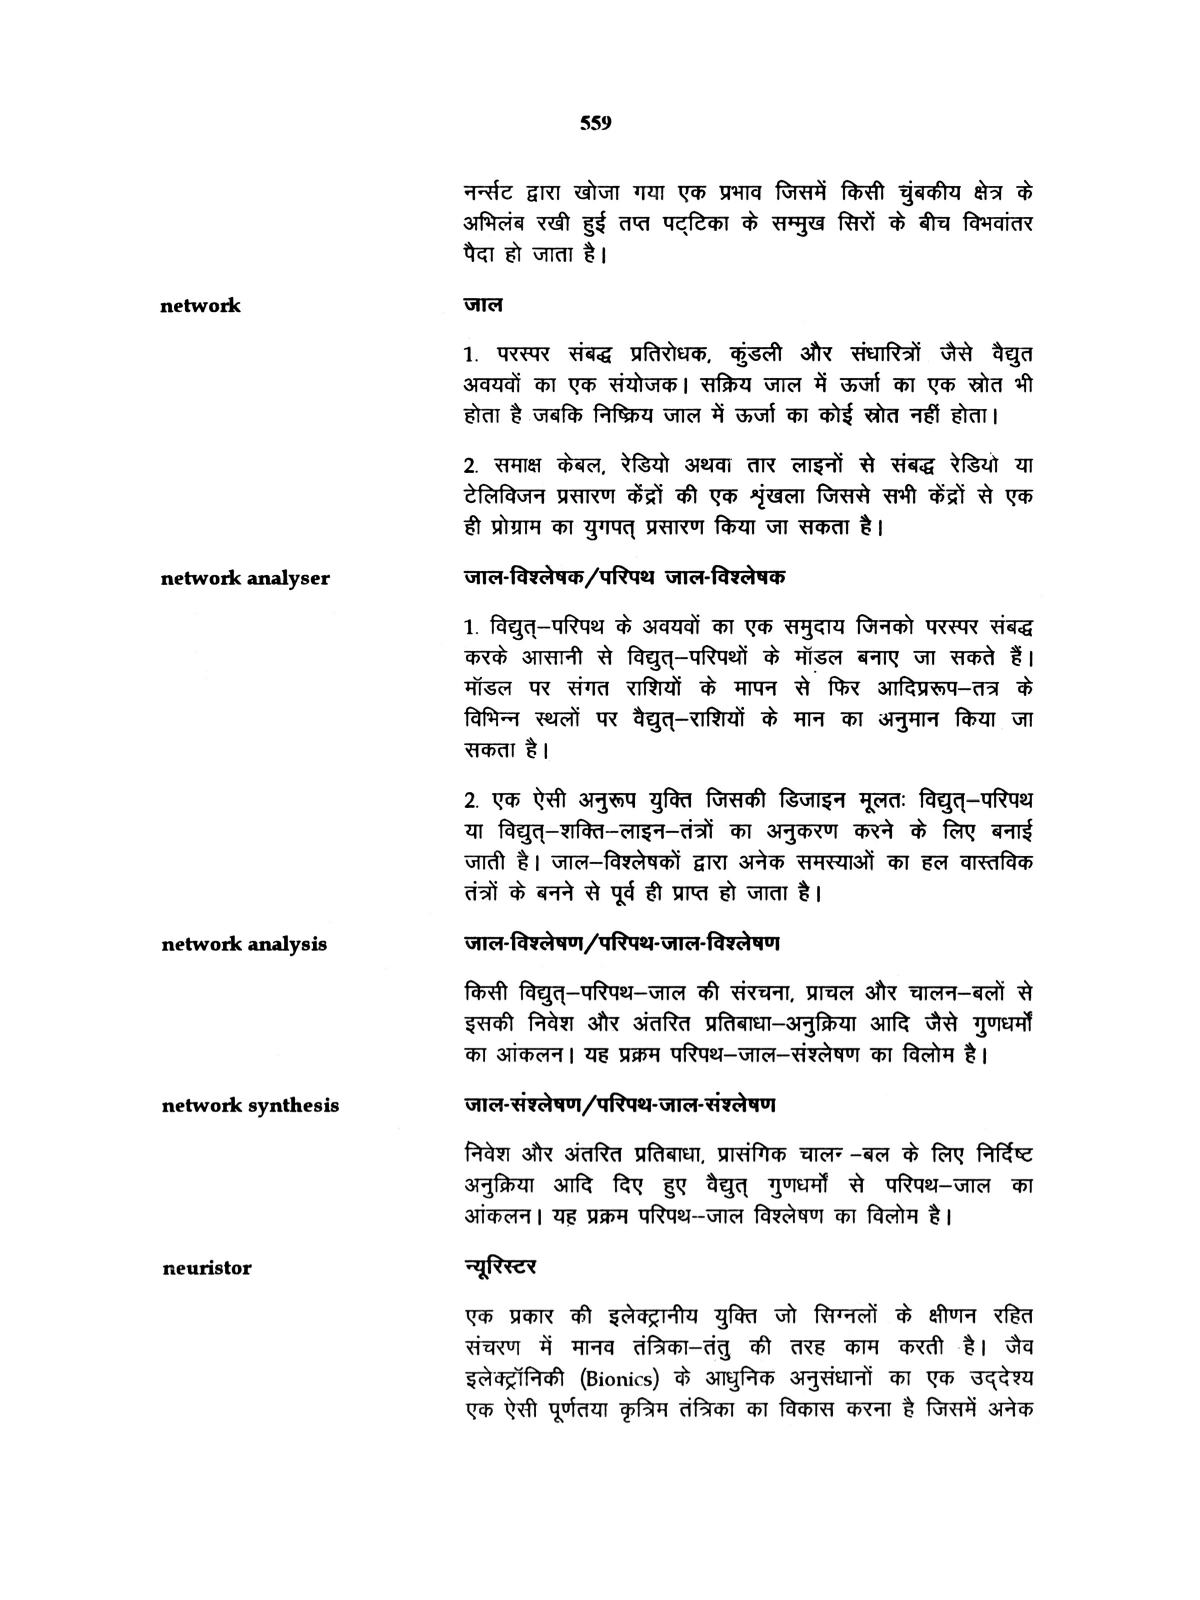 559
नर्न्सट द्वारा खोजा गया एक प्रभाव जिसमें किसी चुंबकीय क्षेत्र के
अभिलंब रखी हुई तप्त पट्टिका के सम्मुख सिरों के बीच विभवांतर
पैदा हो जाता है।
network जाल
1. परस्पर संबद्ध प्रतिरोधक, कुंडली और संधारित्रों जैसे वैद्युत
अवयवों का एक संयोजक। सक्रिय जाल में ऊर्जा का एक स्रोत भी
होता है जबकि निष्क्रिय जाल में ऊर्जा का कोई स्रोत नहीं होता।
2. समाक्ष केबल, रेडियो अथवा तार लाइनों से संबद्ध रेडियो या
टेलिविजन प्रसारण केंद्रों की एक शृंखला जिससे सभी केंद्रों से एक
ही प्रोग्राम का युगपत् प्रसारण किया जा सकता है।
network analyser जाल-विश्लेषक/परिपथ जाल-विश्लेषक
1. विद्युत्–परिपथ के अवयवों का एक समुदाय जिनको परस्पर संबद्ध
करके आसानी से विद्युत्–परिपथों के मॉडल बनाए जा सकते हैं।
मॉडल पर संगत राशियों के मापन से फिर आदिप्ररूप–तत्र के
विभिन्न स्थलों पर वैद्युत्–राशियों के मान का अनुमान किया जा
सकता है।
2. एक ऐसी अनुरूप युक्ति जिसकी डिजाइन मूलतः विद्युत्–परिपथ
या विद्युत्–शक्ति–लाइन–तंत्रों का अनुकरण करने के लिए बनाई
जाती है। जाल–विश्लेषकों द्वारा अनेक समस्याओं का हल वास्तविक
तंत्रों के बनने से पूर्व ही प्राप्त हो जाता है।
network analysis जाल-विश्लेषण/परिपथ-जाल-विश्लेषण
किसी विद्युत्–परिपथ–जाल की संरचना, प्राचल और चालन–बलों से
इसकी निवेश और अंतरित प्रतिबाधा–अनुक्रिया आदि जैसे गुणधर्मों
का आंकलन। यह प्रक्रम परिपथ–जाल–संश्लेषण का विलोम है।
network synthesis जाल-संश्लेषण/परिपथ-जाल-संश्लेषण
निवेश और अंतरित प्रतिबाधा, प्रासंगिक चालन–बल के लिए निर्दिष्ट
अनुक्रिया आदि दिए हुए वैद्युत् गुणधर्मों से परिपथ–जाल का
आंकलन। यह प्रक्रम परिपथ–जाल विश्लेषण का विलोम है।
neuristor न्यूरिस्टर
एक प्रकार की इलेक्ट्रानीय युक्ति जो सिग्नलों के क्षीणन रहित
संचरण में मानव तंत्रिका–तंतु की तरह काम करती है। जैव
इलेक्ट्रॉनिकी (Bionics) के आधुनिक अनुसंधानों का एक उद्देश्य
एक ऐसी पूर्णतया कृत्रिम तंत्रिका का विकास करना है जिसमें अनेक